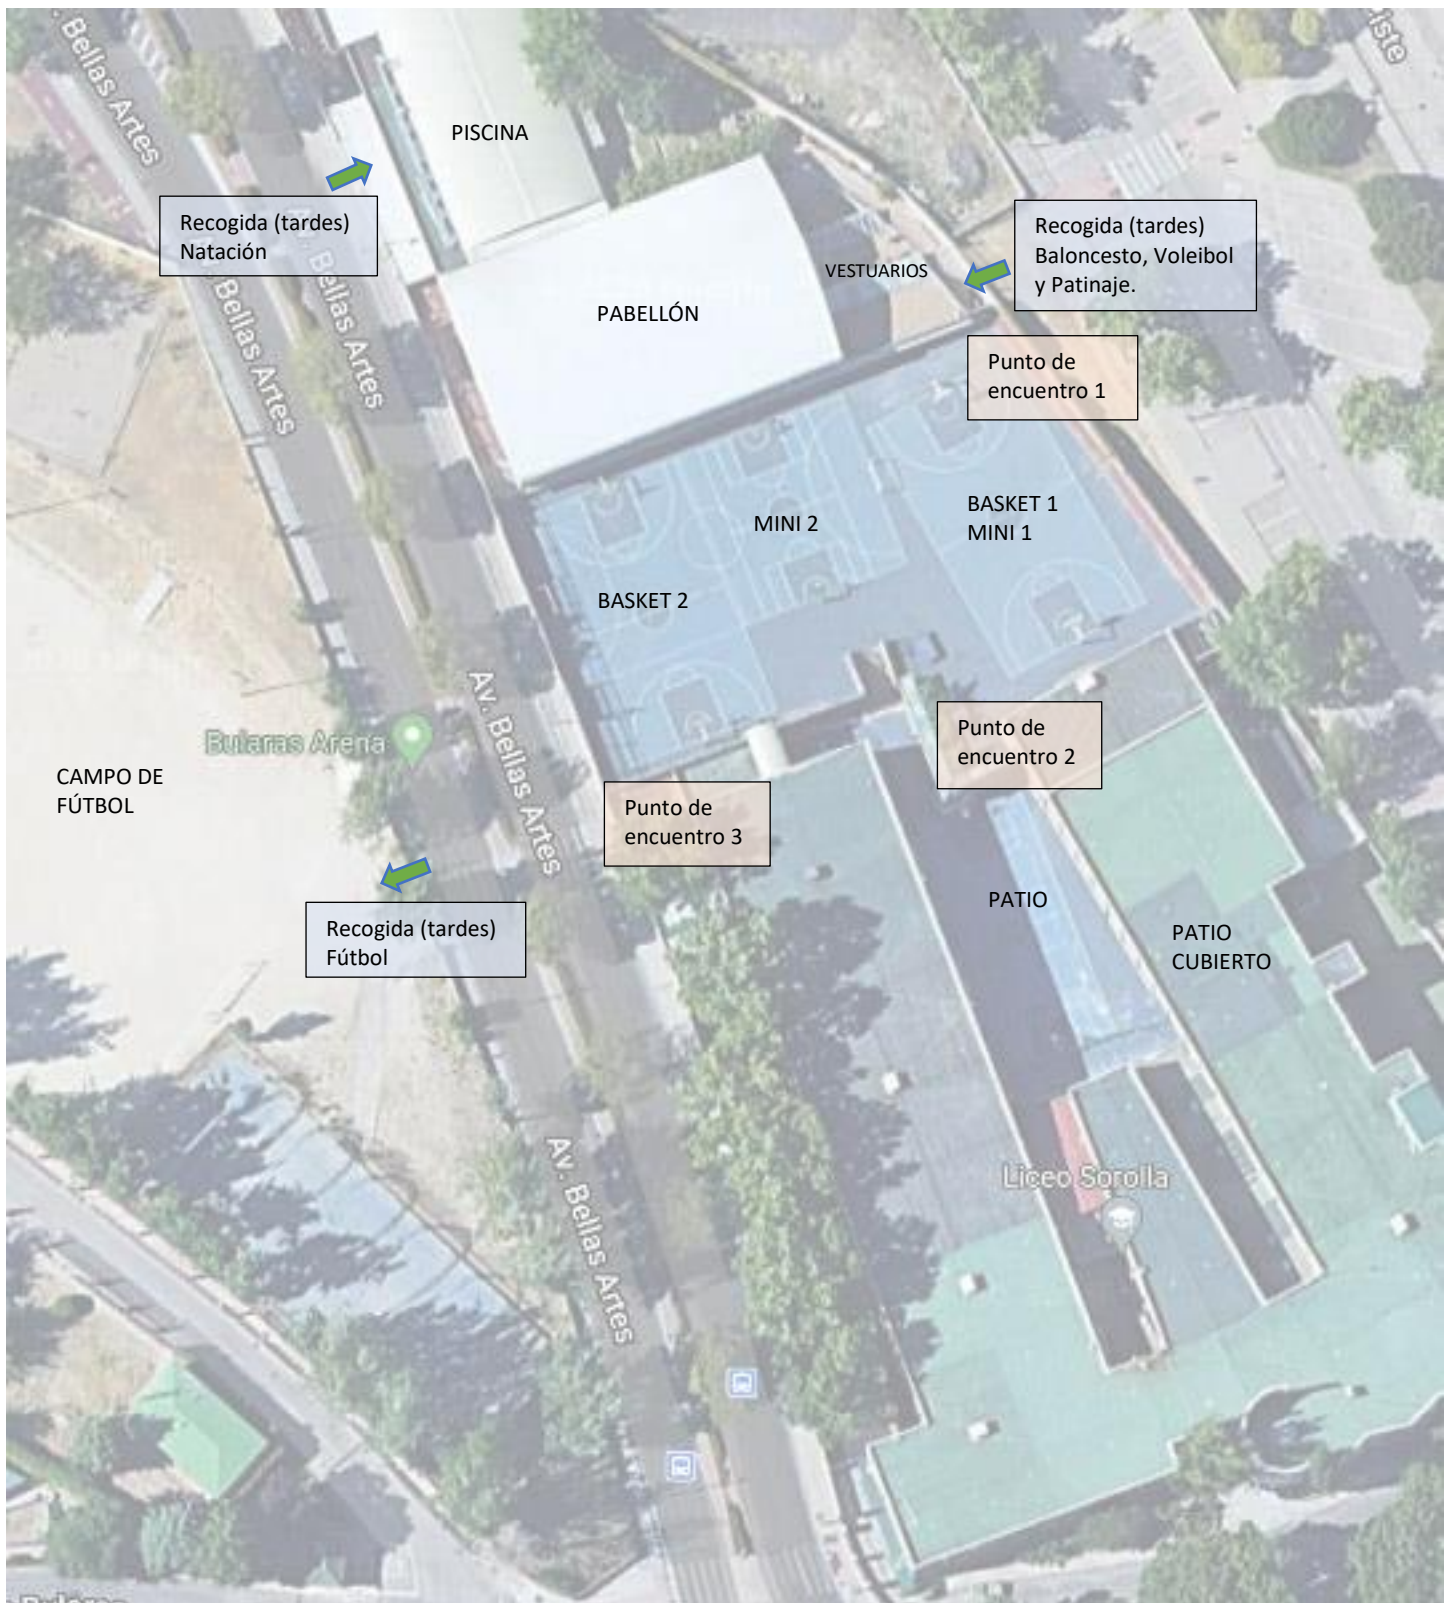 . Bellas Artes
PISCINA
Recogida (tardes)
Natación
Recogida (tardes)
Baloncesto, Voleibol
y Patinaje.
VESTUARIOS
PABELLÓN
Bellas Artes
Av. Bellas Artes
Punto de
encuentro 1
BASKET 1
MINI 1
MINI 2
BASKET 2
Av. Bellas Artes
Bularas Arena
Punto de
encuentro 2
CAMPO DE
FÚTBOL
Punto de
encuentro 3
PATIO
PATIO
CUBIERTO
Recogida (tardes)
Fútbol
Liceo Sorolla
Av. Bellas Artes